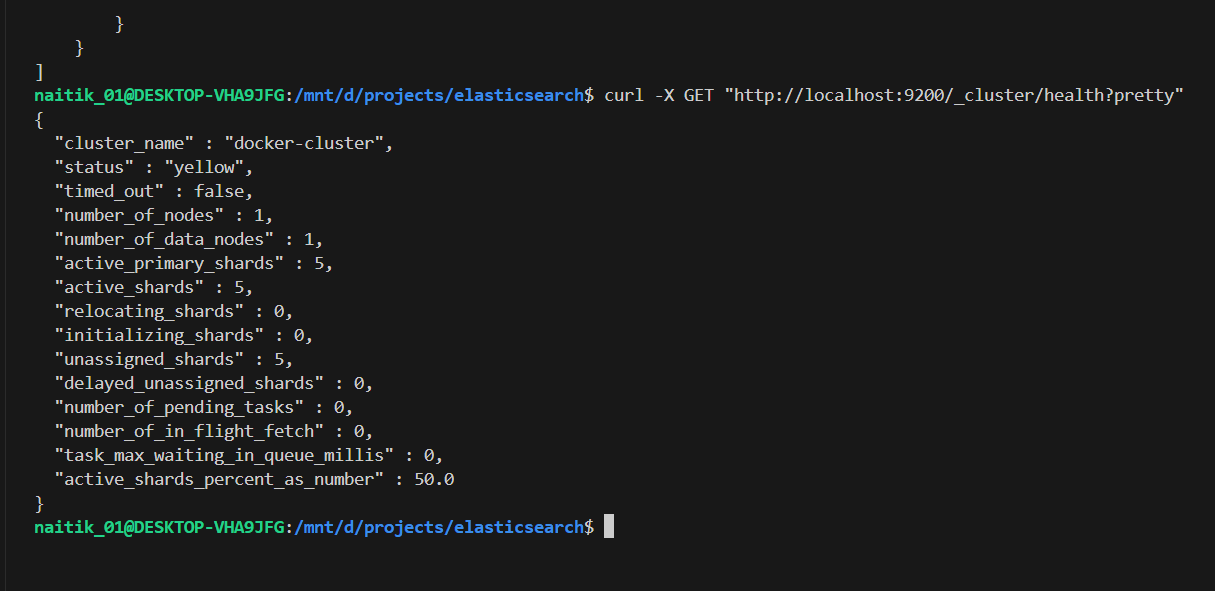 }
}
]
naitik_01@DESKTOP-VHA9JFG:/mnt/d/projects/elasticsearch$ curl -X GET "http://localhost:9200/_cluster/health?pretty"
{
"cluster_name" : "docker-cluster",
"status" : "yellow",
"timed_out" : false,
"number_of_nodes" : 1,
"number_of_data_nodes" : 1,
"active_primary_shards" : 5,
"active_shards" : 5,
"relocating_shards" : 0,
"initializing_shards" : 0,
"unassigned_shards" : 5,
"delayed_unassigned_shards" : 0,
"number_of_pending_tasks" : 0,
"number_of_in_flight_fetch" : 0,
"task_max_waiting_in_queue_millis" : 0,
"active_shards_percent_as_number" : 50.0
}
naitik_01@DESKTOP-VHA9JFG:/mnt/d/projects/elasticsearch$